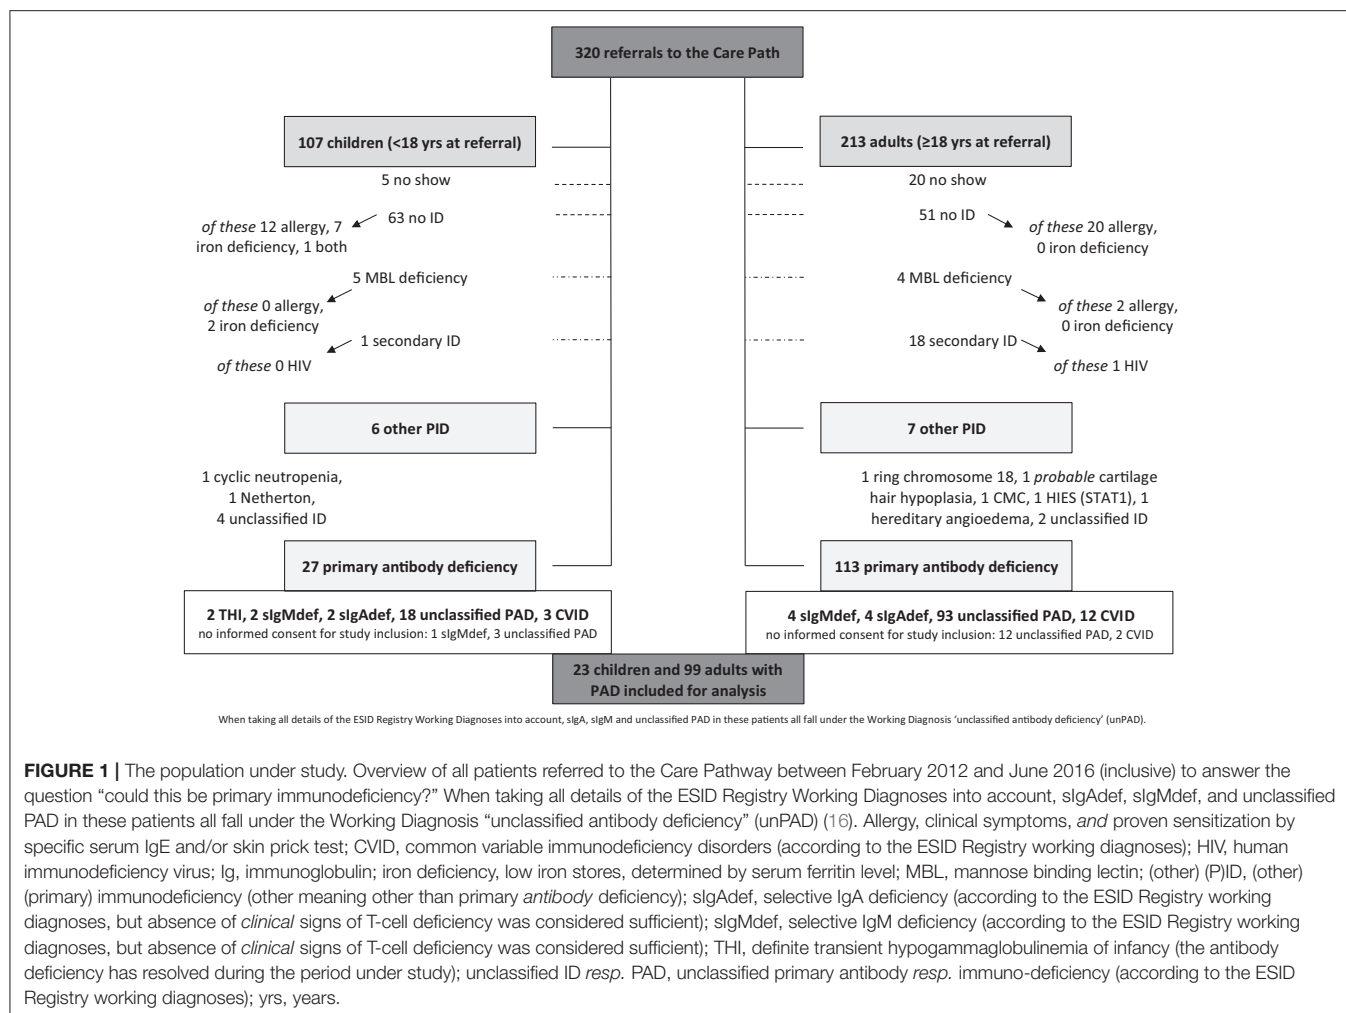 320 referrals to the Care Path
107 children (<18 yrs at referral)
213 adults (≥18 yrs at referral)
5 no show
20 no show
63 no ID
51 no ID
of these 12 allergy, 7
iron deficiency, 1 both
of these 20 allergy,
0 iron deficiency
5 MBL deficiency
4 MBL deficiency
of these 0 allergy,
2 iron deficiency
of these 2 allergy,
0 iron deficiency
1 secondary ID
18 secondary ID
of these 0 HIV
of these 1 HIV
6 other PID
7 other PID
1 cyclic neutropenia,
1 Netherton,
4 unclassified ID
1 ring chromosome 18, 1 probable cartilage
hair hypoplasia, 1 CMC, 1 HIES (STAT1), 1
hereditary angioedema, 2 unclassified ID
27 primary antibody deficiency
113 primary antibody deficiency
2 THI, 2 sIgMdef, 2 sIgAdef, 18 unclassified PAD, 3 CVID
no informed consent for study inclusion: 1 sIgMdef, 3 unclassified PAD
4 sIgMdef, 4 sIgAdef, 93 unclassified PAD, 12 CVID
no informed consent for study inclusion: 12 unclassified PAD, 2 CVID
23 children and 99 adults with
PAD included for analysis
When taking all details of the ESID Registry Working Diagnoses into account, sIgA, sIgM and unclassified PAD in these patients all fall under the Working Diagnosis 'unclassified antibody deficiency' (unPAD).
FIGURE 1 | The population under study. Overview of all patients referred to the Care Pathway between February 2012 and June 2016 (inclusive) to answer the
question “could this be primary immunodeficiency?” When taking all details of the ESID Registry Working Diagnoses into account, sIgAdef, sIgMdef, and unclassified
PAD in these patients all fall under the Working Diagnosis “unclassified antibody deficiency” (unPAD) (16). Allergy, clinical symptoms, and proven sensitization by
specific serum IgE and/or skin prick test; CVID, common variable immunodeficiency disorders (according to the ESID Registry working diagnoses); HIV, human
immunodeficiency virus; Ig, immunoglobulin; iron deficiency, low iron stores, determined by serum ferritin level; MBL, mannose binding lectin; (other) (P)ID, (other)
(primary) immunodeficiency (other meaning other than primary antibody deficiency); sIgAdef, selective IgA deficiency (according to the ESID Registry working
diagnoses, but absence of clinical signs of T-cell deficiency was considered sufficient); sIgMdef, selective IgM deficiency (according to the ESID Registry working
diagnoses, but absence of clinical signs of T-cell deficiency was considered sufficient); THI, definite transient hypogammaglobulinemia of infancy (the antibody
deficiency has resolved during the period under study); unclassified ID resp. PAD, unclassified primary antibody resp. immuno-deficiency (according to the ESID
Registry working diagnoses); yrs, years.